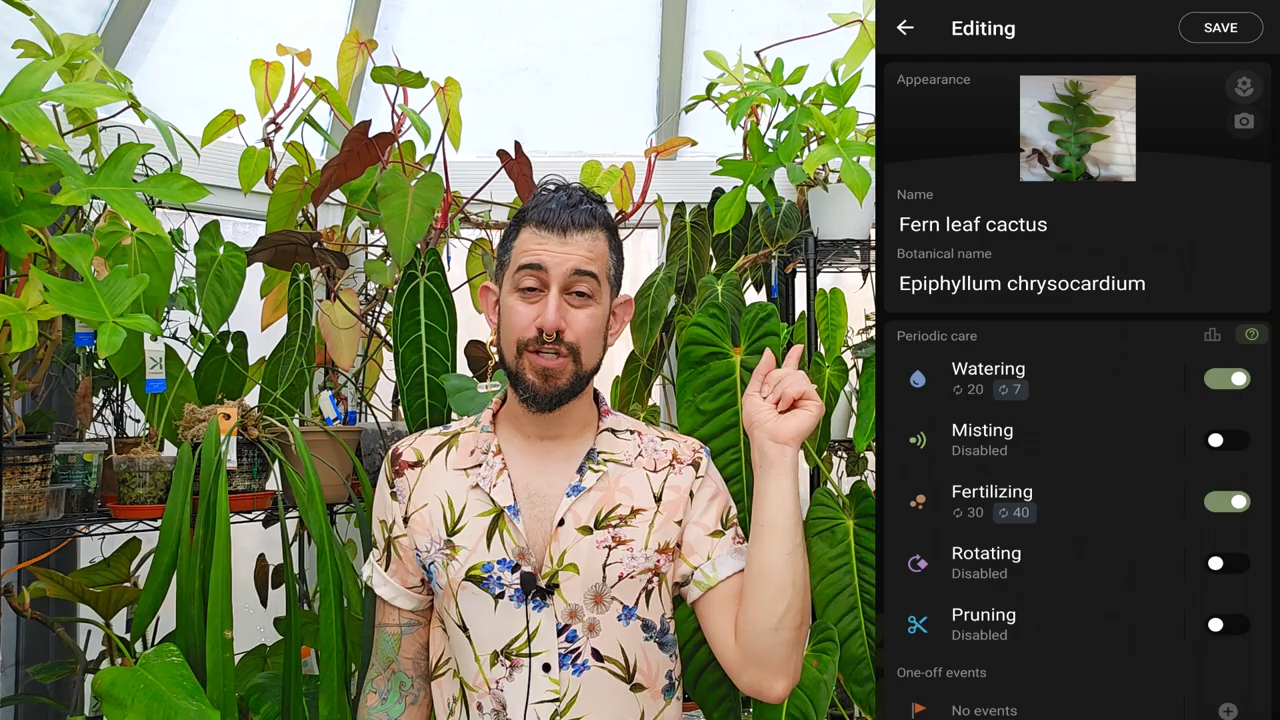 Editing
SAVE
Appearance
Name
Fern leaf cactus
Botanical name
Epiphyllum chrysocardium
Periodic care
Watering
20 7
Misting
Disabled
Fertilizing
30 40
Rotating
Disabled
Pruning
Disabled
One-off events
No events